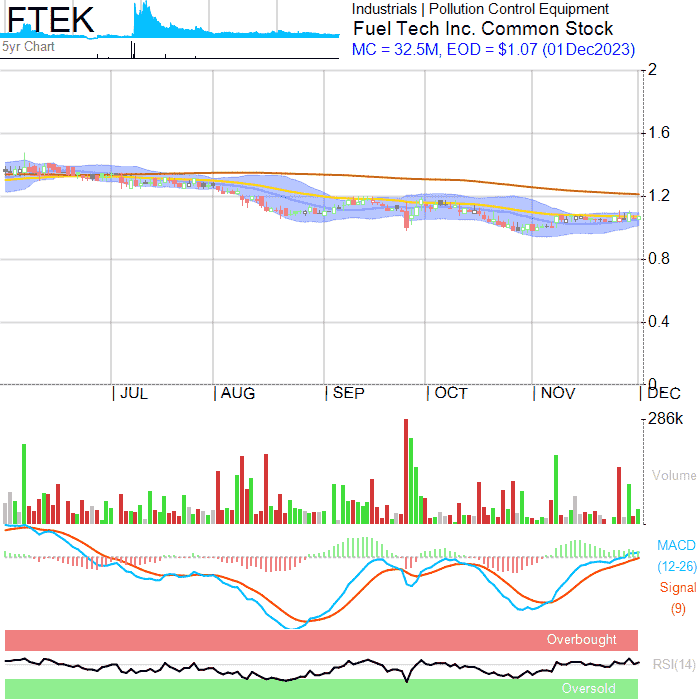 FTEK
5yr Chart
Industrials | Pollution Control Equipment
Fuel Tech Inc. Common Stock
MC = 32.5M, EOD = $1.07 (01Dec2023)
2
1.6
1.2
0.8
0.4
0
JUL AUG SEP OCT NOV DEC
286k
Volume
MACD
(12-26)
Signal
(9)
Overbought
RSI(14)
Oversold